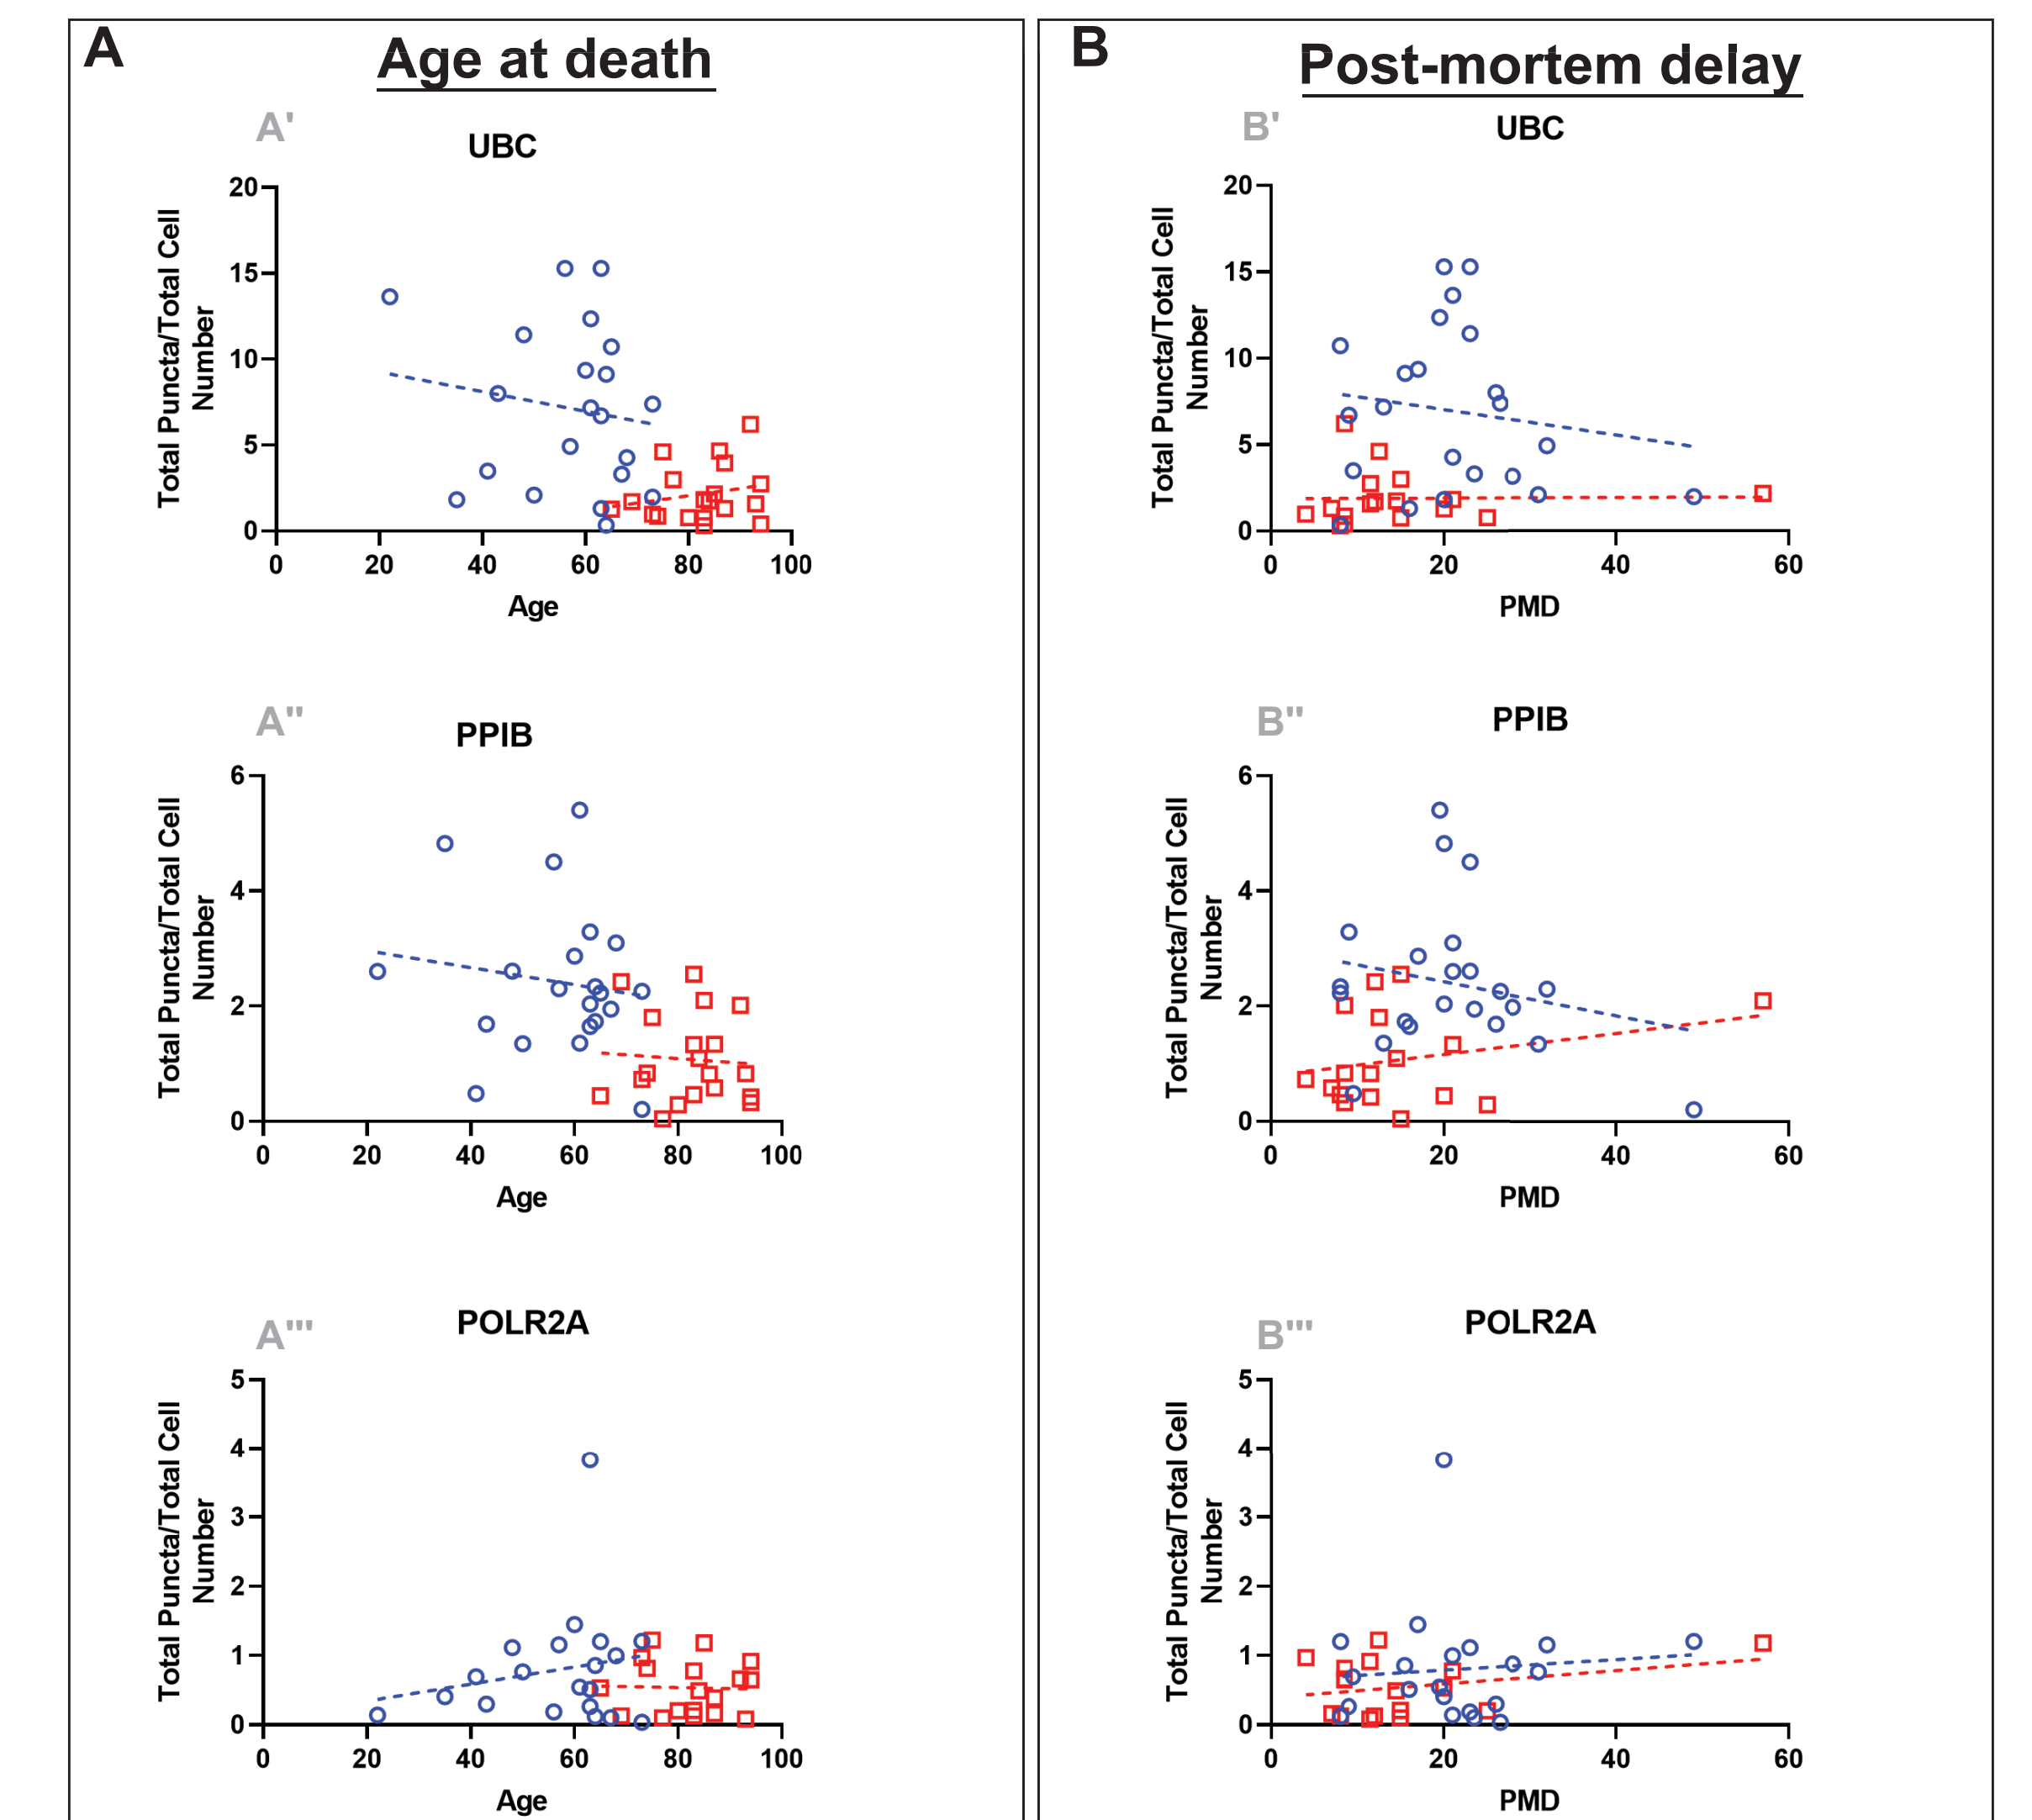 A
Age at death
A'
UBC
Total Puncta/Total Cell
Number
20
15
10
5
0
0 20 40 60 80 100
Age
A''
PPIB
Total Puncta/Total Cell
Number
6
4
2
0
0 20 40 60 80 100
Age
A'''
POLR2A
Total Puncta/Total Cell
Number
5
4
3
2
1
0
0 20 40 60 80 100
Age
B
Post-mortem delay
B'
UBC
Total Puncta/Total Cell
Number
20
15
10
5
0
0 20 40 60
PMD
B''
PPIB
Total Puncta/Total Cell
Number
6
4
2
0
0 20 40 60
PMD
B'''
POLR2A
Total Puncta/Total Cell
Number
5
4
3
2
1
0
0 20 40 60
PMD